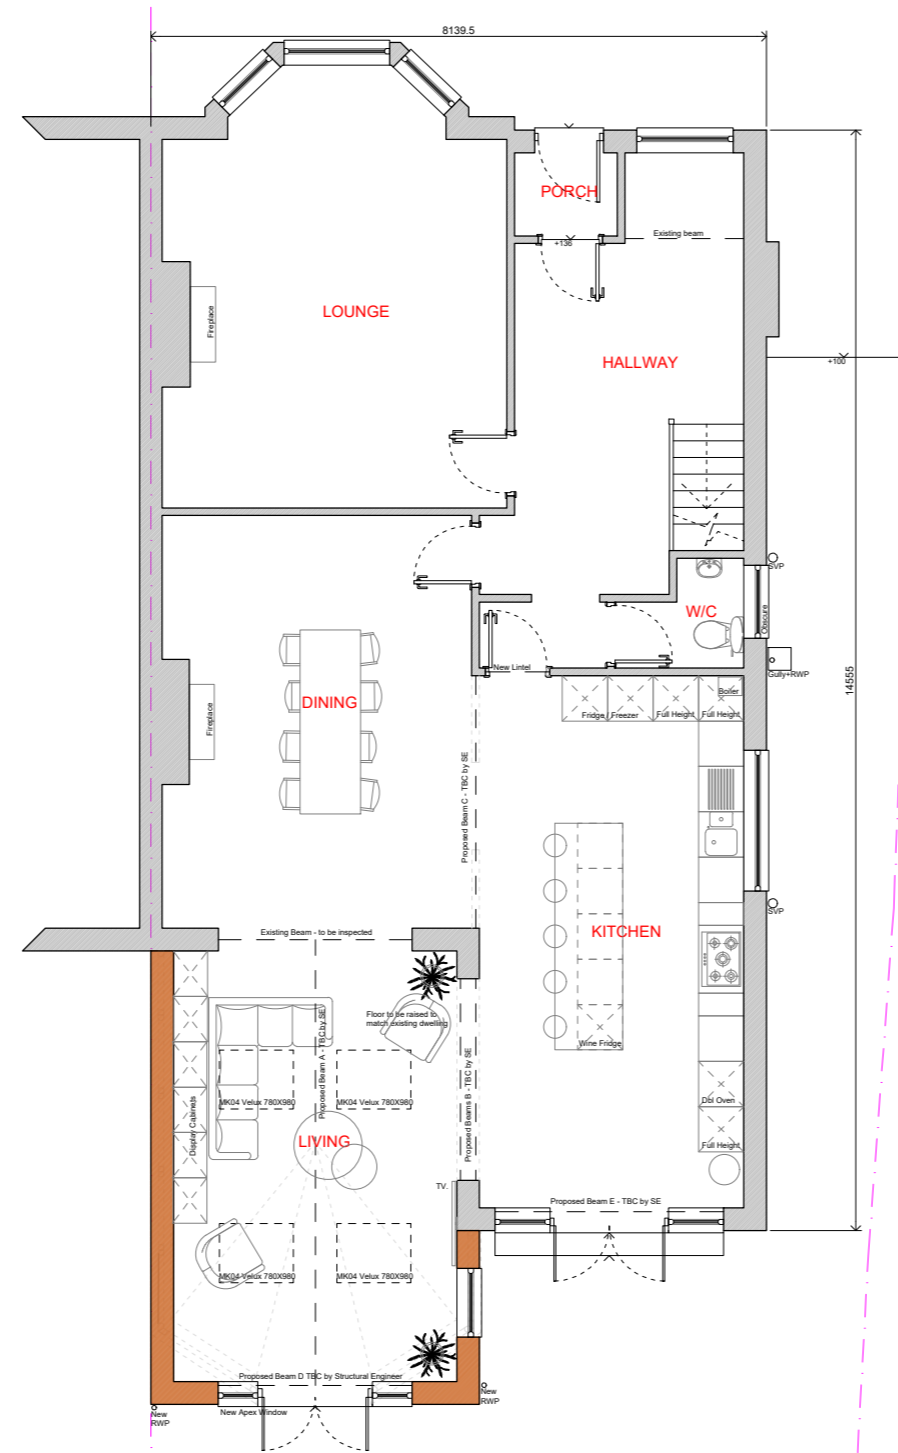 8139.5
PORCH
+136
Existing beam
LOUNGE
Fireplace
HALLWAY
+100
SVP
W/C
Obscure
Gully+RWP
14555
New Lintel
Boiler
Fridge / Freezer
Full Height
Full Height
DINING
Fireplace
Proposed Beam C - TBC by SE
SVP
KITCHEN
Existing Beam - to be inspected
Floor to be raised to
match existing dwelling
Wine Fridge
Proposed Beam A - TBC by SE
Proposed Beams B - TBC by SE
MK04 Velux 780X980
MK04 Velux 780X980
Dbl Oven
Display Cabinets
LIVING
Full Height
TV.
Proposed Beam E - TBC by SE
MK04 Velux 780X980
MK04 Velux 780X980
Proposed Beam D TBC by Structural Engineer
New Apex Window
New
RWP
New
RWP